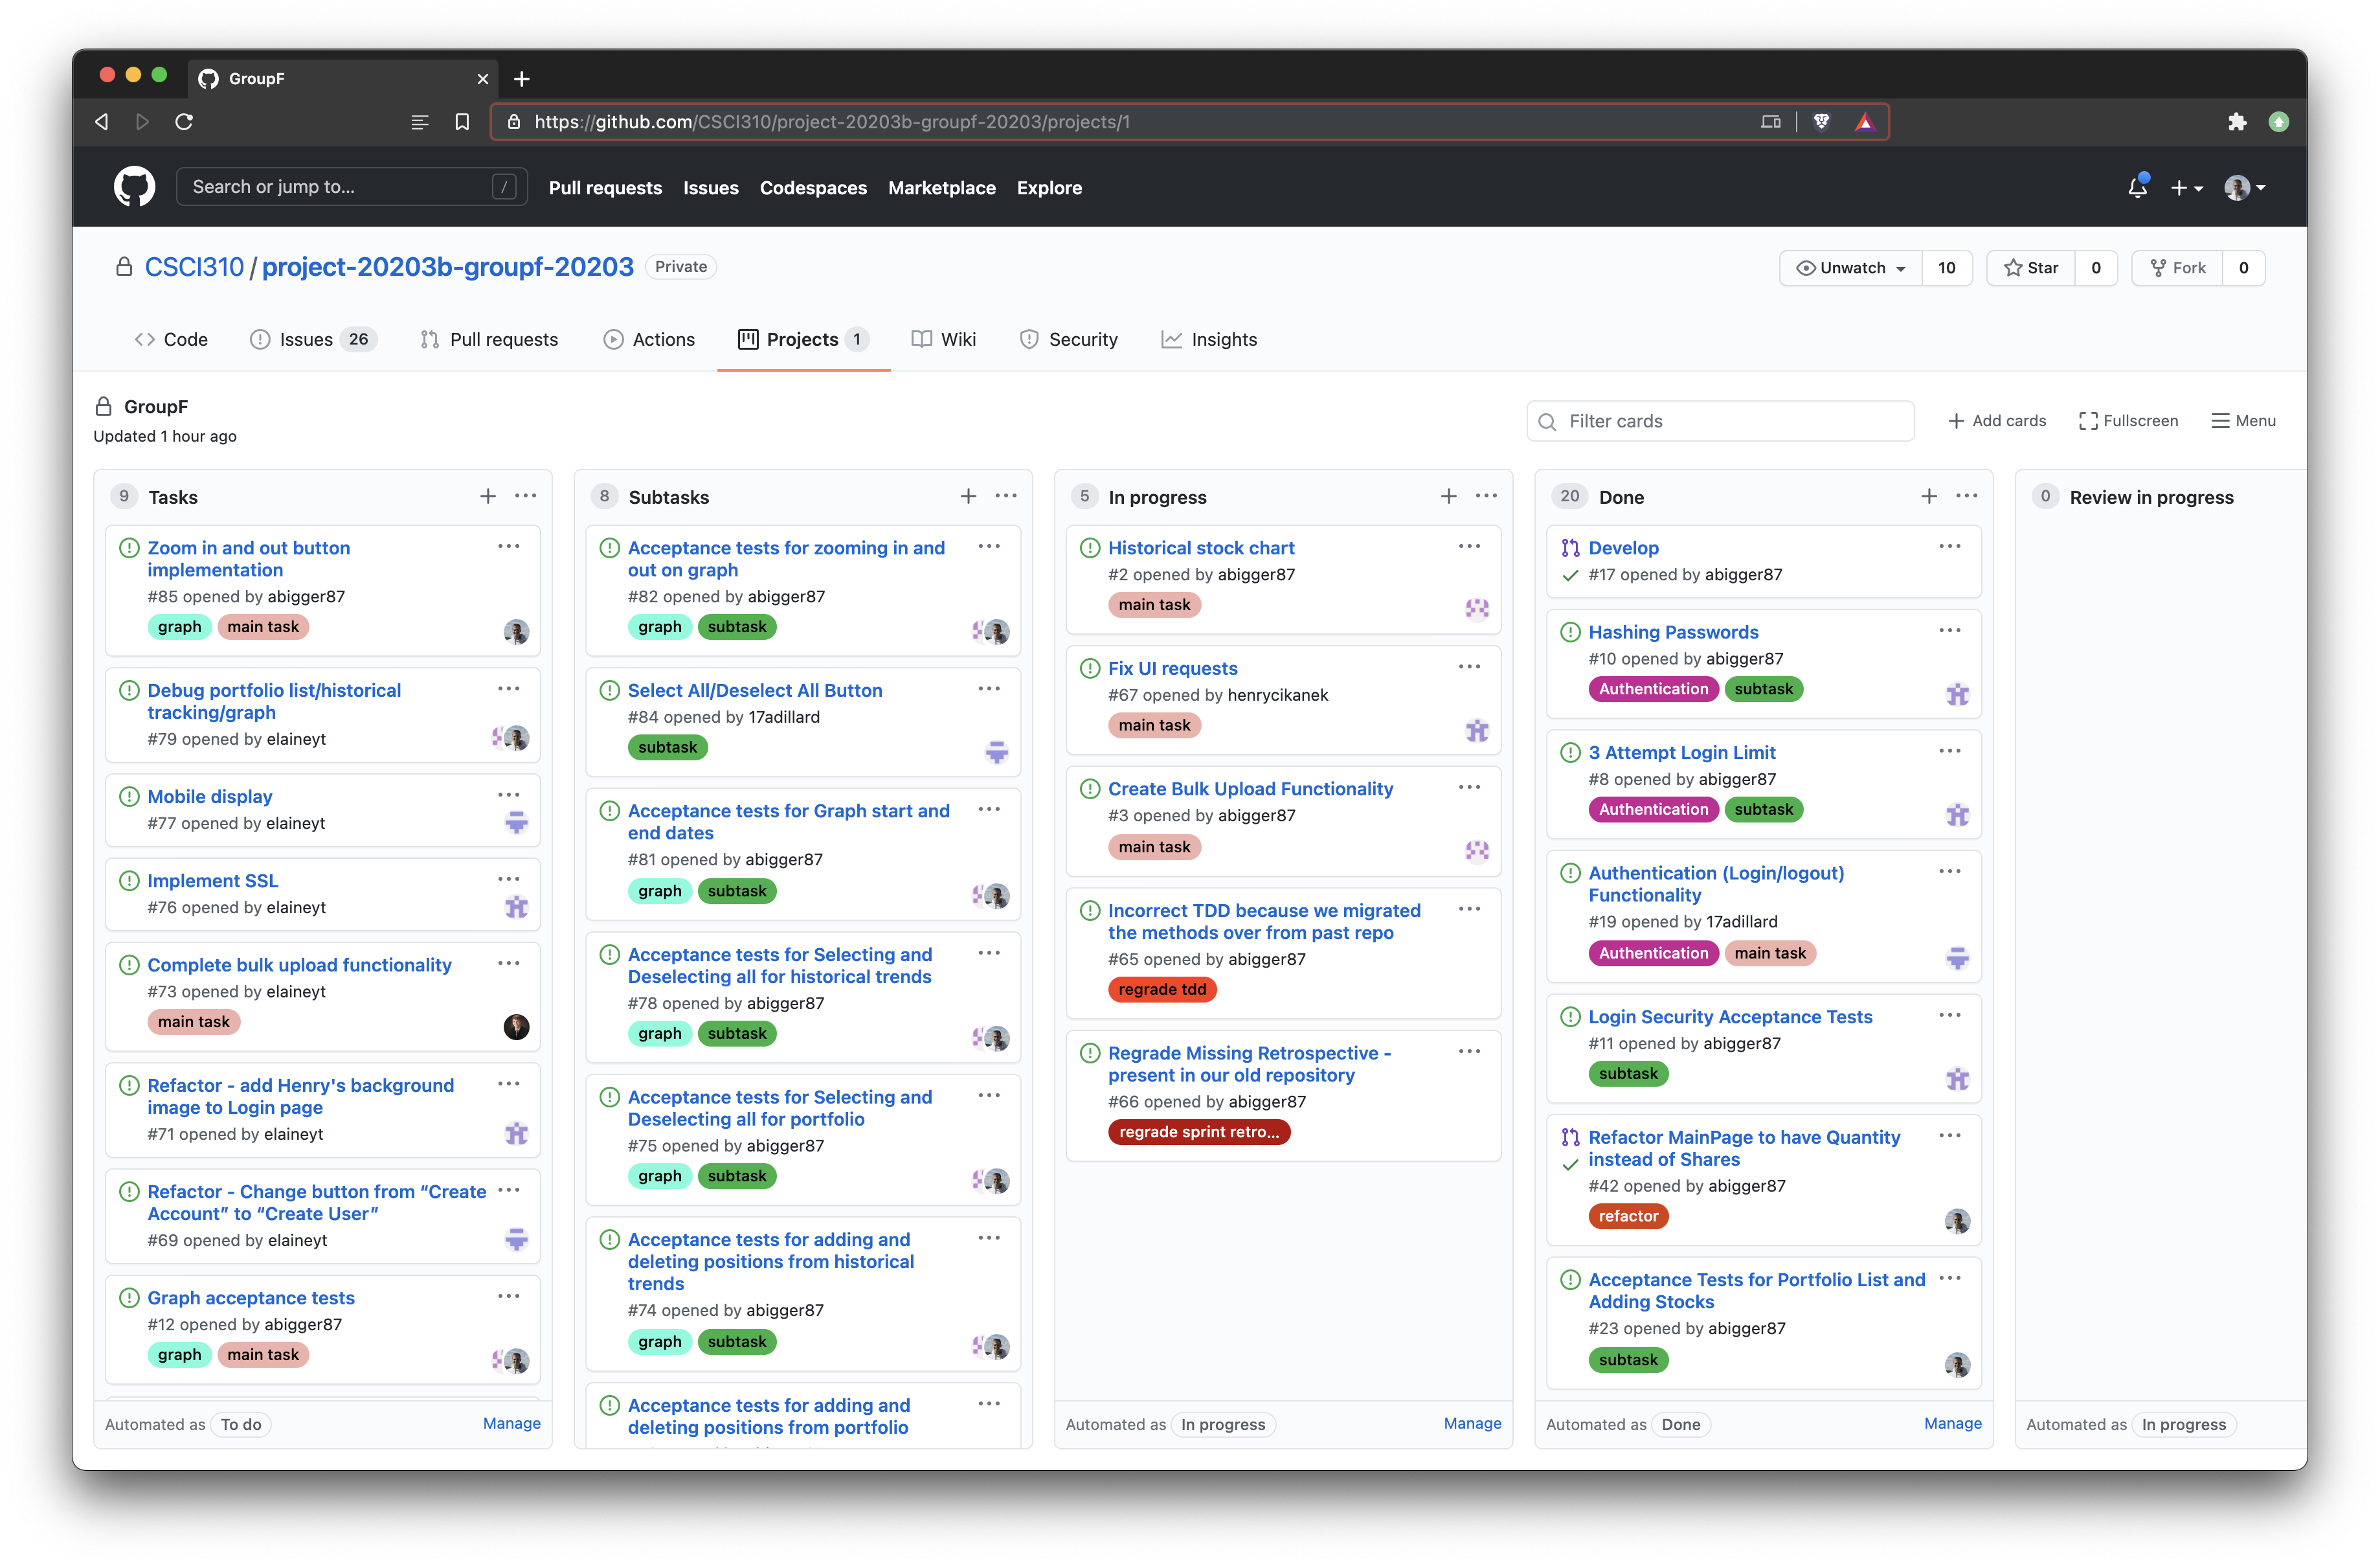 GroupF
https://github.com/CSCI310/project-20203b-groupf-20203/projects/1
Search or jump to...
/
Pull requests
Issues
Codespaces
Marketplace
Explore
CSCI310 / project-20203b-groupf-20203
Private
Unwatch
10
Star
0
Fork
0
Code
Issues 26
Pull requests
Actions
Projects 1
Wiki
Security
Insights
GroupF
Updated 1 hour ago
Filter cards
Add cards
Fullscreen
Menu
9 Tasks
Zoom in and out button
implementation
#85 opened by abigger87
graph main task
Debug portfolio list/historical
tracking/graph
#79 opened by elaineyt
Mobile display
#77 opened by elaineyt
Implement SSL
#76 opened by elaineyt
Complete bulk upload functionality
#73 opened by elaineyt
main task
Refactor - add Henry's background
image to Login page
#71 opened by elaineyt
Refactor - Change button from “Create
Account” to “Create User”
#69 opened by elaineyt
Graph acceptance tests
#12 opened by abigger87
graph main task
Automated as To do
Manage
8 Subtasks
Acceptance tests for zooming in and
out on graph
#82 opened by abigger87
graph subtask
Select All/Deselect All Button
#84 opened by 17adillard
subtask
Acceptance tests for Graph start and
end dates
#81 opened by abigger87
graph subtask
Acceptance tests for Selecting and
Deselecting all for historical trends
#78 opened by abigger87
graph subtask
Acceptance tests for Selecting and
Deselecting all for portfolio
#75 opened by abigger87
graph subtask
Acceptance tests for adding and
deleting positions from historical
trends
#74 opened by abigger87
graph subtask
Acceptance tests for adding and
deleting positions from portfolio
5 In progress
Historical stock chart
#2 opened by abigger87
main task
Fix UI requests
#67 opened by henrycikanek
main task
Create Bulk Upload Functionality
#3 opened by abigger87
main task
Incorrect TDD because we migrated
the methods over from past repo
#65 opened by abigger87
regrade tdd
Regrade Missing Retrospective -
present in our old repository
#66 opened by abigger87
regrade sprint retro...
Automated as In progress
Manage
20 Done
Develop
#17 opened by abigger87
Hashing Passwords
#10 opened by abigger87
Authentication subtask
3 Attempt Login Limit
#8 opened by abigger87
Authentication subtask
Authentication (Login/logout)
Functionality
#19 opened by 17adillard
Authentication main task
Login Security Acceptance Tests
#11 opened by abigger87
subtask
Refactor MainPage to have Quantity
instead of Shares
#42 opened by abigger87
refactor
Acceptance Tests for Portfolio List and
Adding Stocks
#23 opened by abigger87
subtask
Automated as Done
Manage
0 Review in progress
Automated as In progress